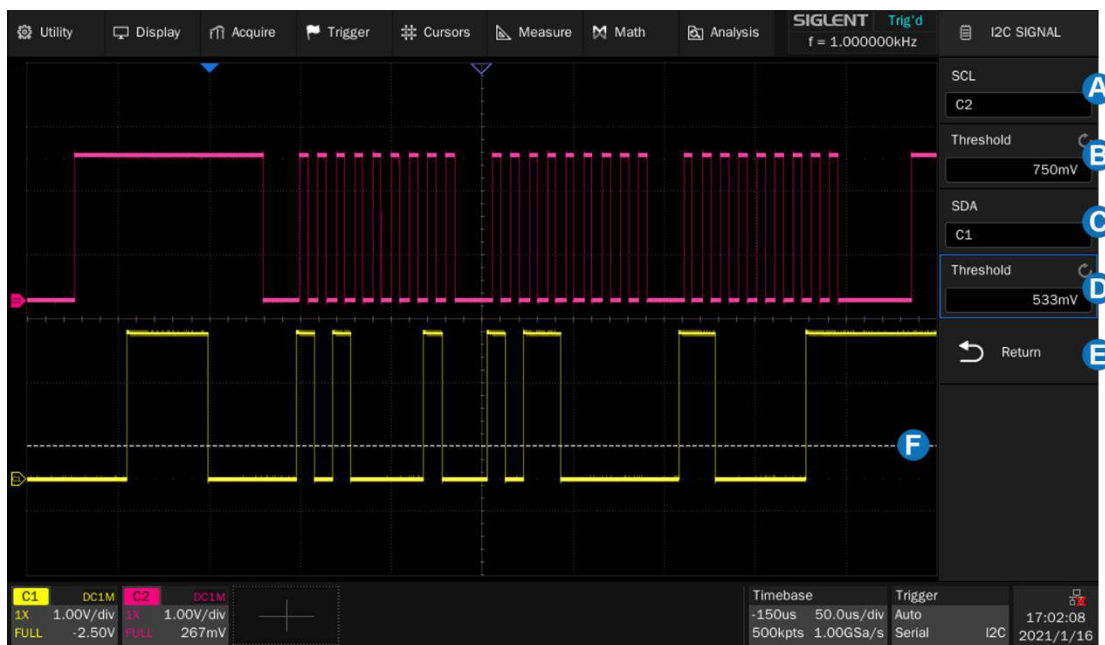 Utility Display Acquire Trigger Cursors Measure Math Analysis SIGLENT Trig'd
f = 1.000000kHz
I2C SIGNAL
SCL
A
C2
Threshold
B
750mV
SDA
C
C1
Threshold
D
533mV
Return
E
F
C1
C1 DC1M C2 DC1M
1X 1.00V/div 1X 1.00V/div
FULL -2.50V FULL 267mV
Timebase Trigger
-150us 50.0us/div Auto
500kpts 1.00GSa/s Serial I2C
17:02:08
2021/1/16